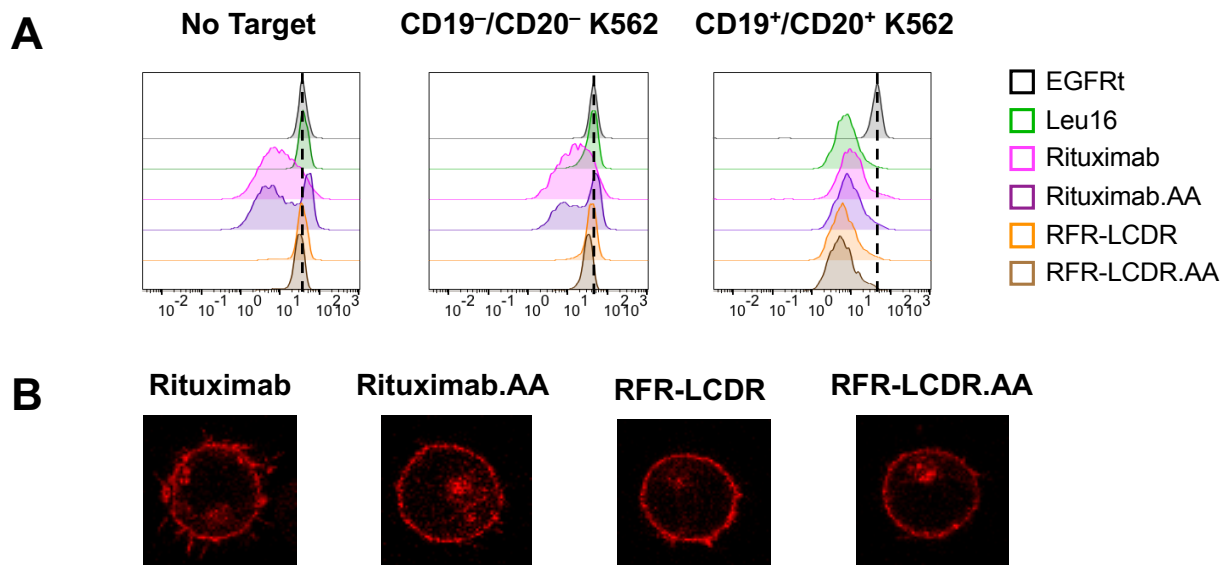 A
No Target
CD19–/CD20– K562
CD19+/CD20+ K562
10-2 10-1 100 101 102 103
10-2 10-1 100 101 102 103
10-2 10-1 100 101 102 103
EGFRt
Leu16
Rituximab
Rituximab.AA
RFR-LCDR
RFR-LCDR.AA
B
Rituximab
Rituximab.AA
RFR-LCDR
RFR-LCDR.AA